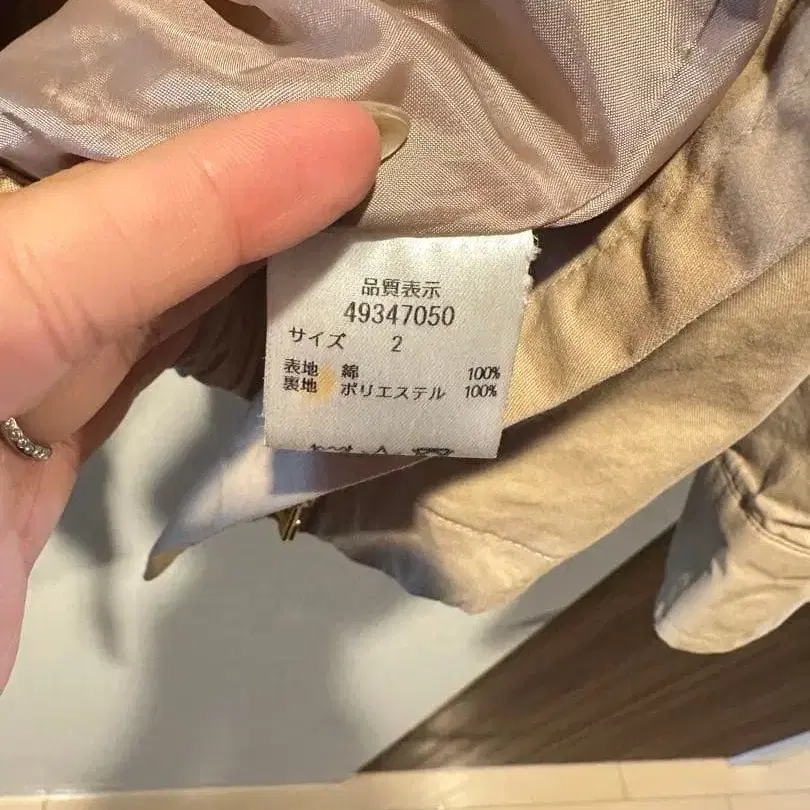 品質表示
49347050
サイズ 2
表地 綿 100%
裏地 ポリエステル 100%